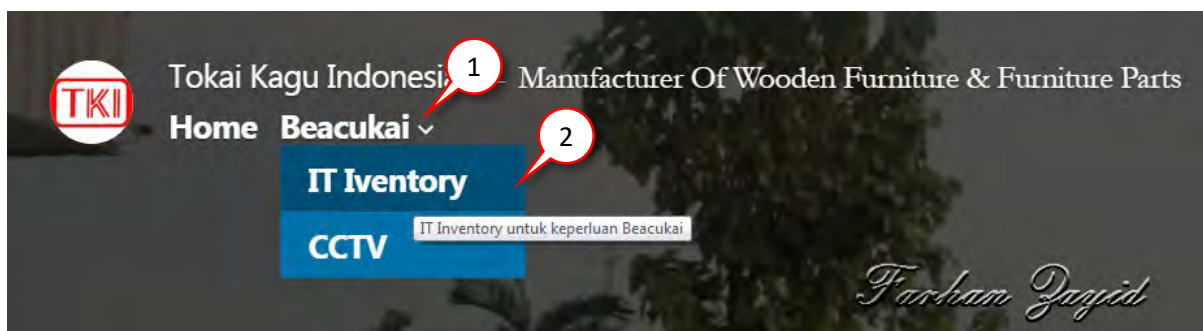 TKI
Tokai Kagu Indonesia – Manufacturer Of Wooden Furniture & Furniture Parts
1
Home Beacukai
2
IT Iventory
IT Inventory untuk keperluan Beacukai
CCTV
Farhan Zayid